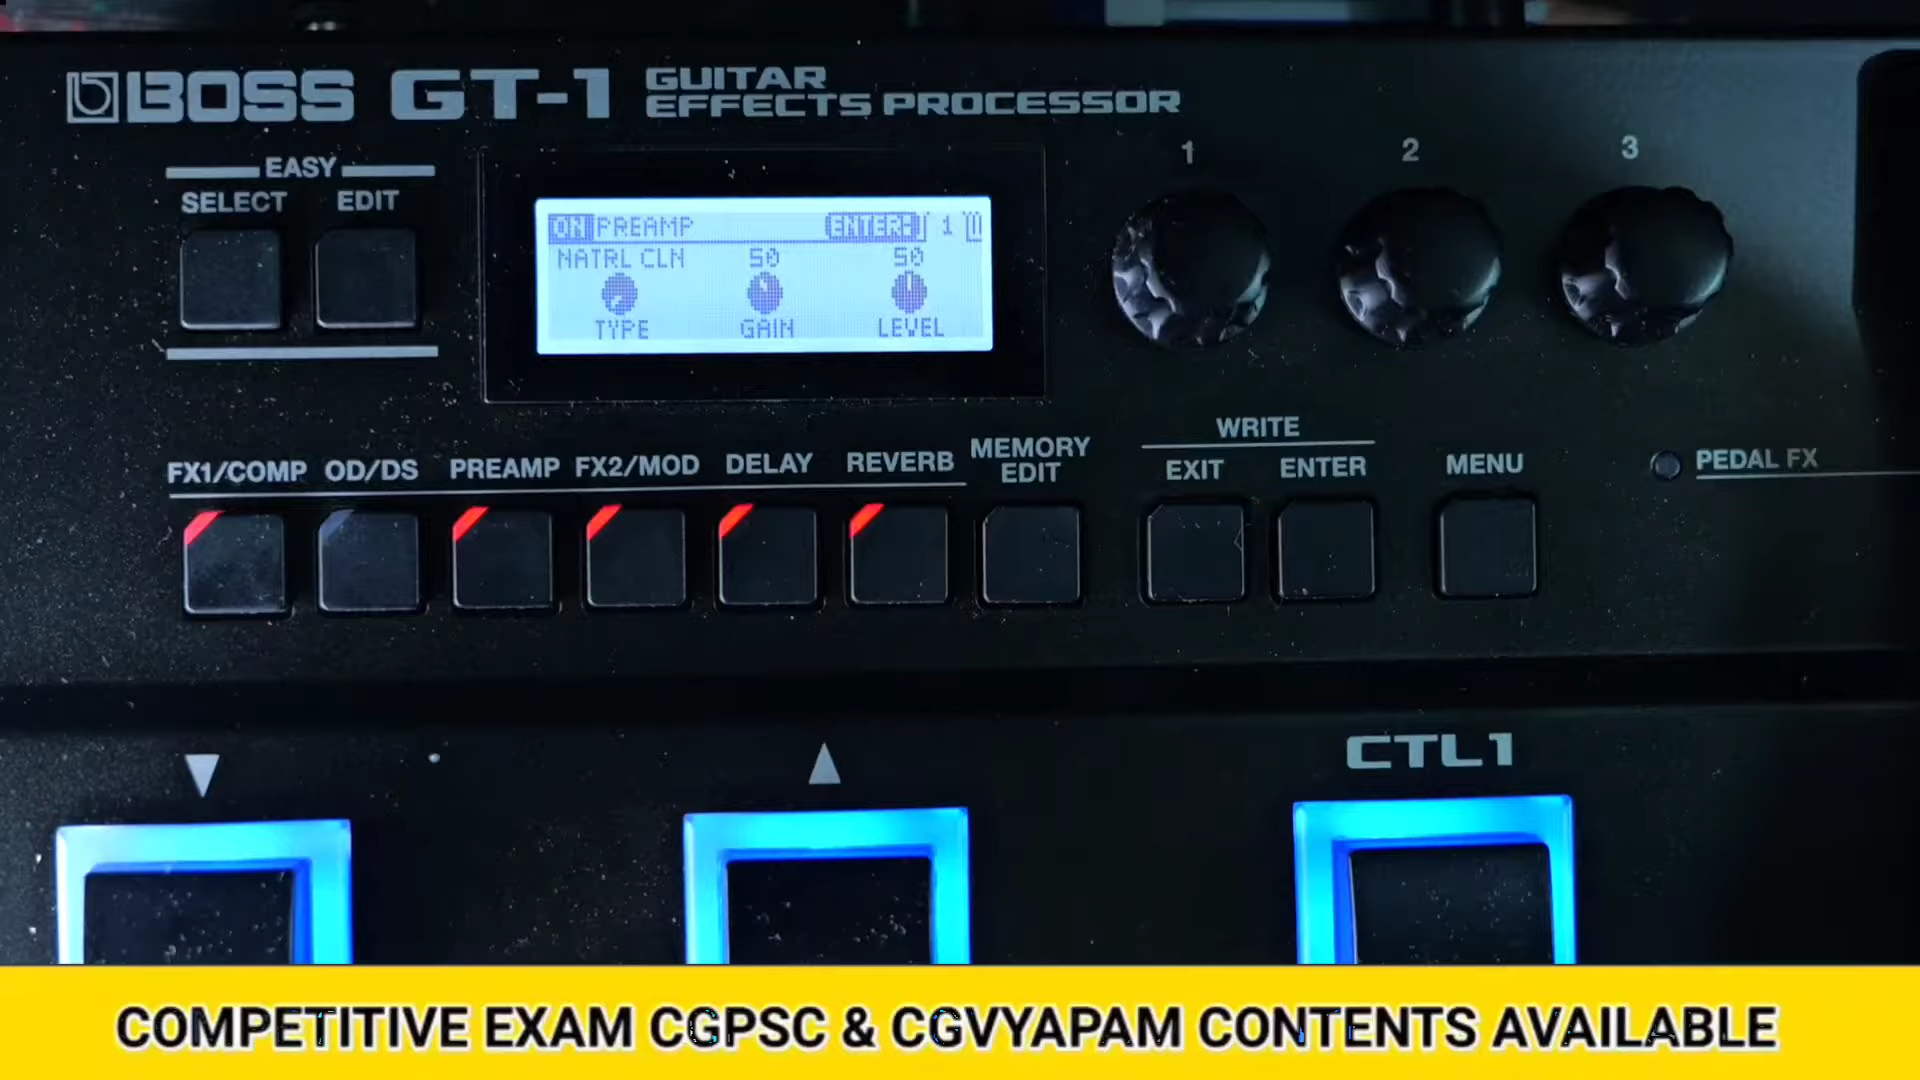 BOSS GT-1 GUITAR
EFFECTS PROCESSOR
EASY
SELECT EDIT
1 2 3
ON PREAMP ENTER: 1
NATRL CLN 50 50
TYPE GAIN LEVEL
FX1/COMP OD/DS PREAMP FX2/MOD DELAY REVERB
MEMORY
EDIT
WRITE
EXIT ENTER
MENU
PEDAL FX
CTL1
COMPETITIVE EXAM CGPSC & CGVYAPAM CONTENTS AVAILABLE